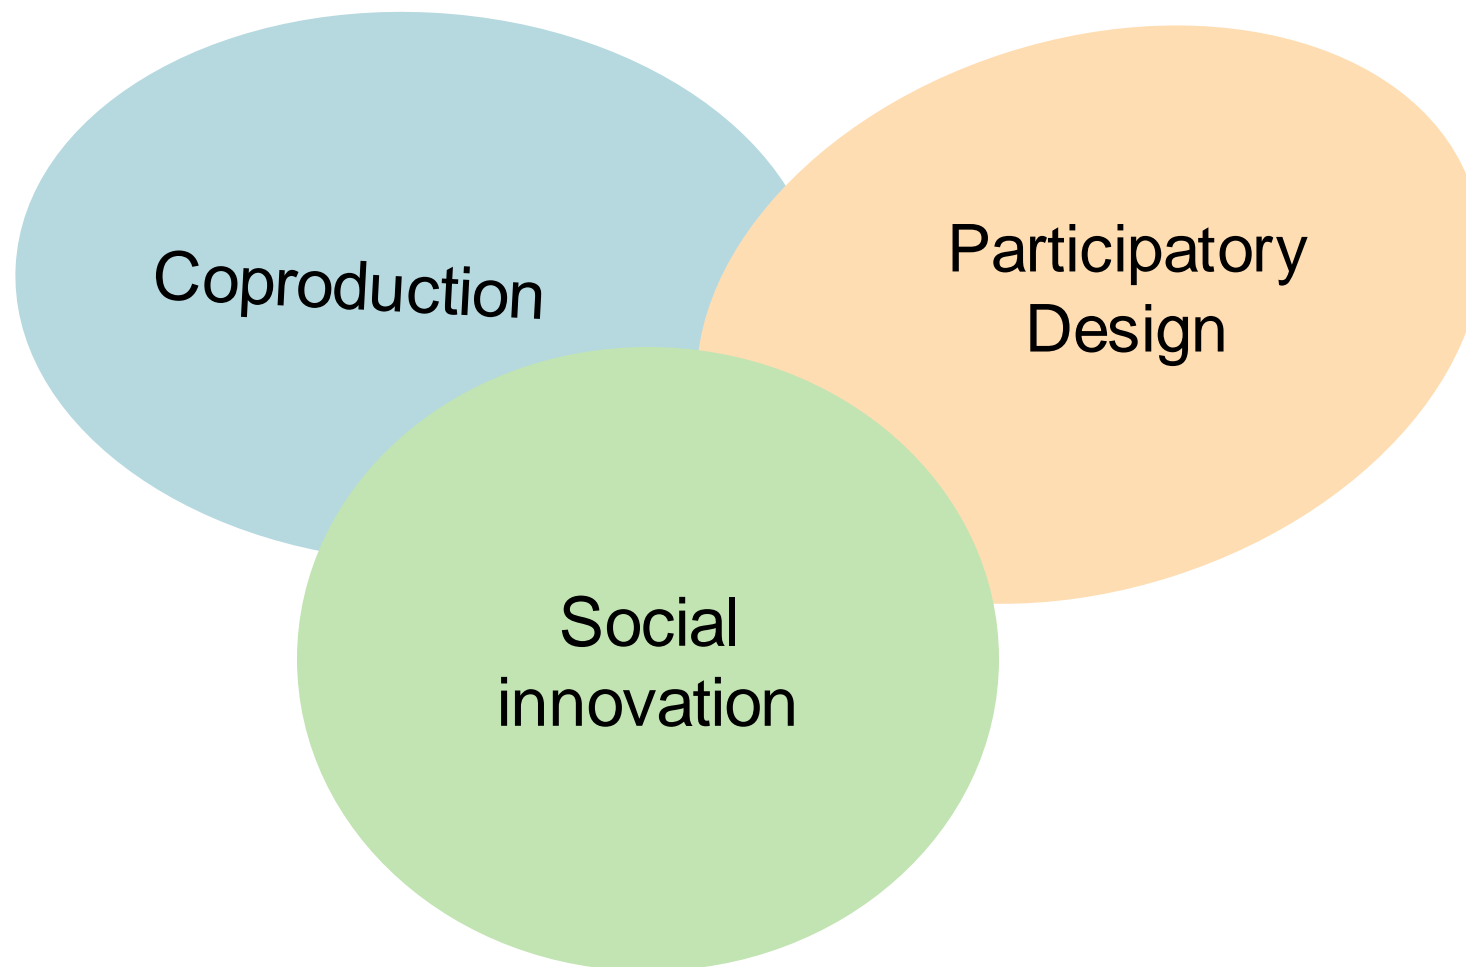 Coproduction
Participatory
Design
Social
innovation